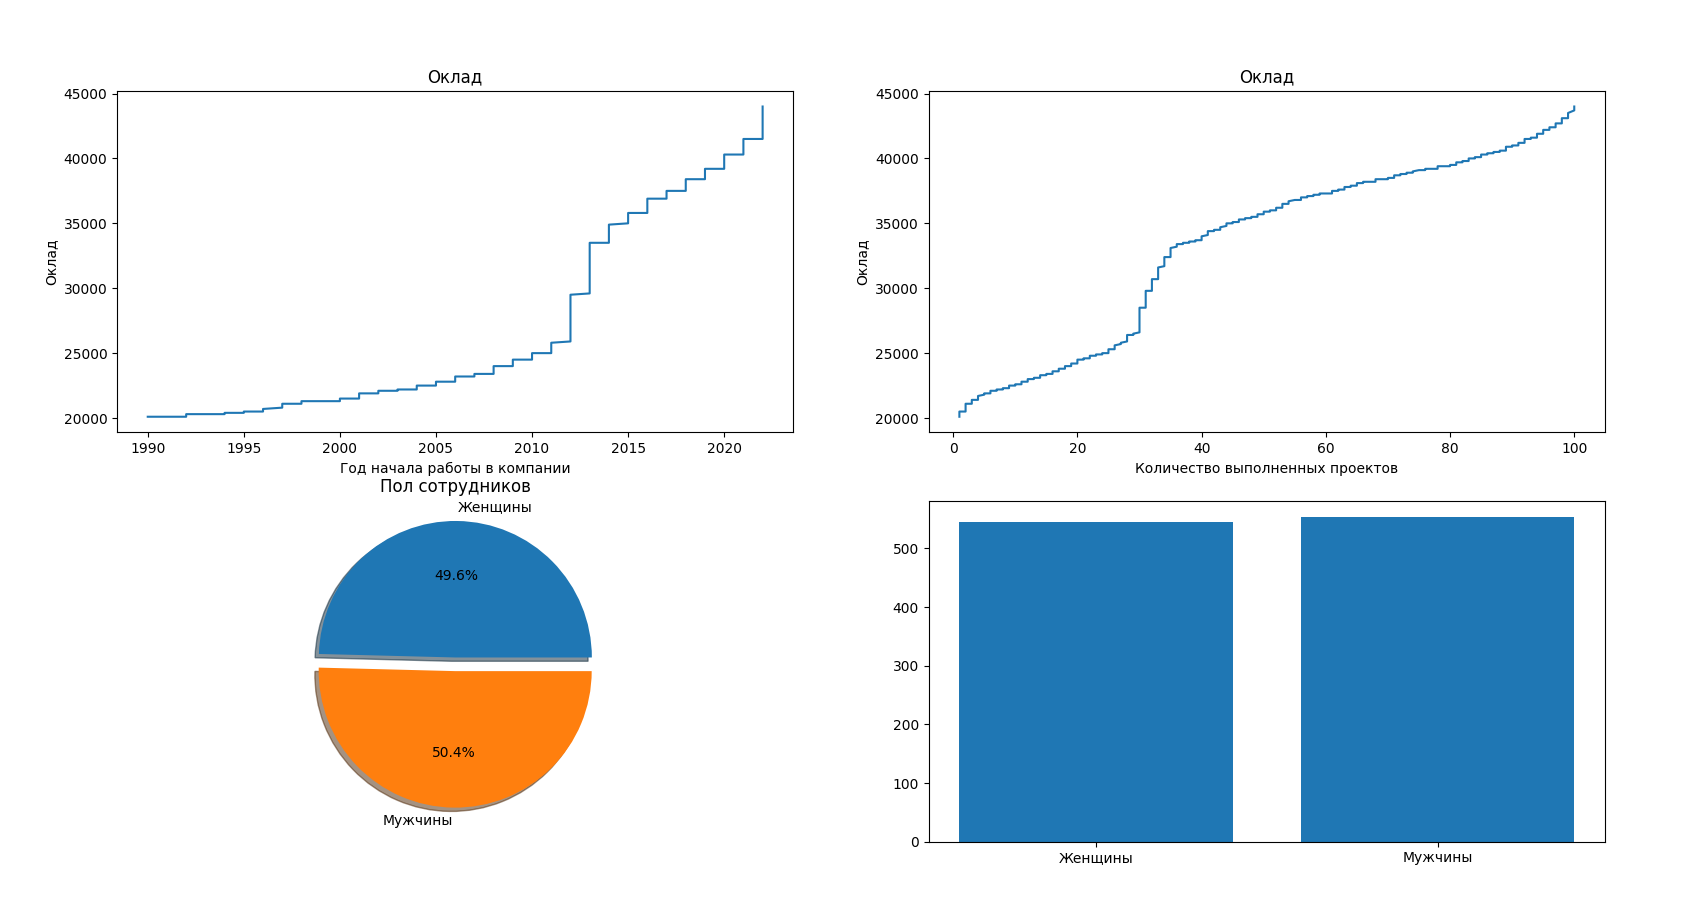 Оклад
45000
40000
35000
30000
25000
20000
Оклад
1990 1995 2000 2005 2010 2015 2020
Год начала работы в компании
Оклад
45000
40000
35000
30000
25000
20000
Оклад
0 20 40 60 80 100
Количество выполненных проектов
Пол сотрудников
Женщины
49.6%
50.4%
Мужчины
500
400
300
200
100
0
Женщины Мужчины